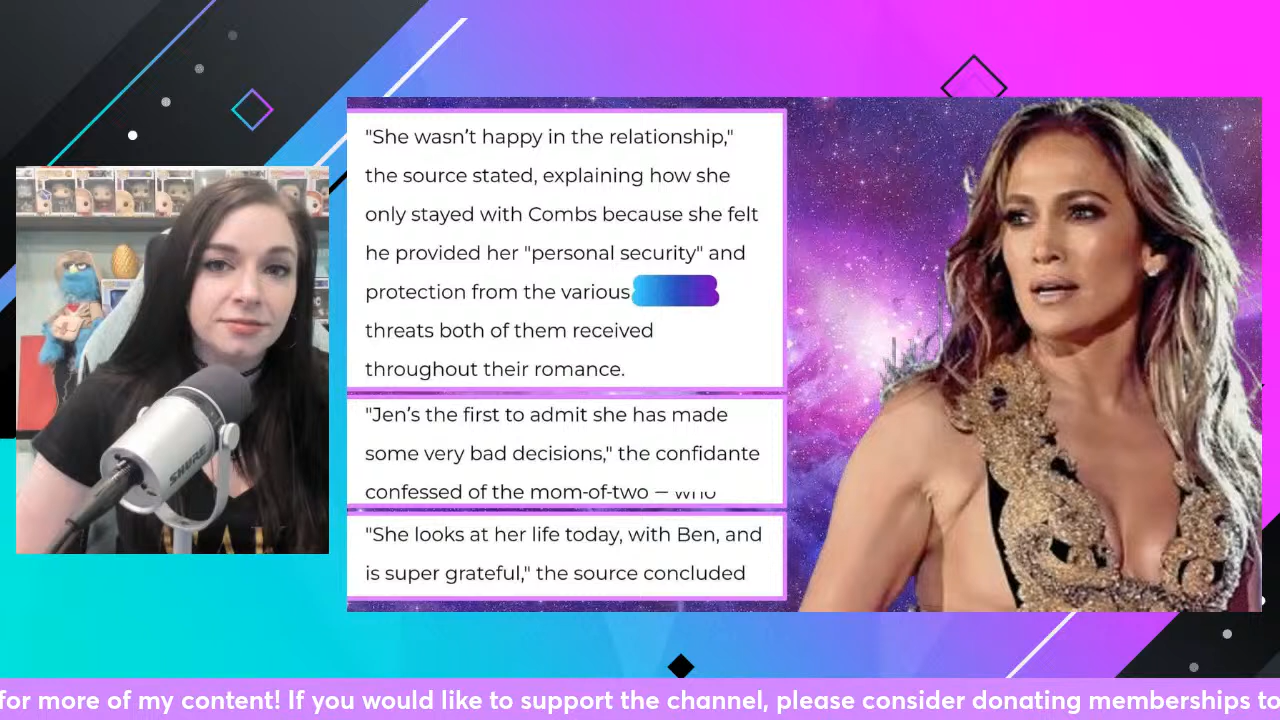 "She wasn't happy in the relationship,"
the source stated, explaining how she
only stayed with Combs because she felt
he provided her "personal security" and
protection from the various
threats both of them received
throughout their romance.
"Jen's the first to admit she has made
some very bad decisions," the confidante
confessed of the mom-of-two — who
"She looks at her life today, with Ben, and
is super grateful," the source concluded
SHURE
for more of my content! If you would like to support the channel, please consider donating memberships to